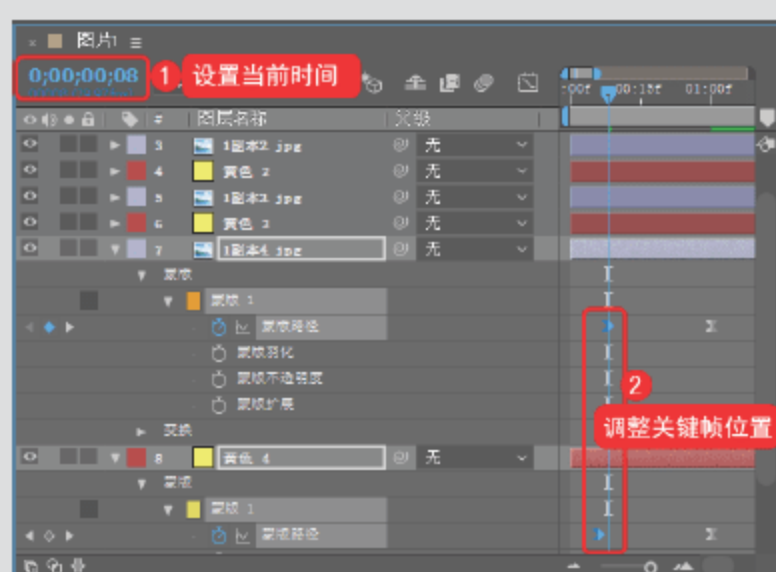 × 图片1 ≡
0;00;00;08 1 设置当前时间
:00f 00:15f 01:00f
# 图层名称 父级
3 1副本2.jpg 无
4 黄色 2 无
5 1副本3.jpg 无
6 黄色 3 无
7 1副本4.jpg 无
蒙版
蒙版 1
蒙版路径
蒙版羽化
蒙版不透明度
2
蒙版扩展
调整关键帧位置
变换
8 黄色 4 无
蒙版
蒙版 1
蒙版路径